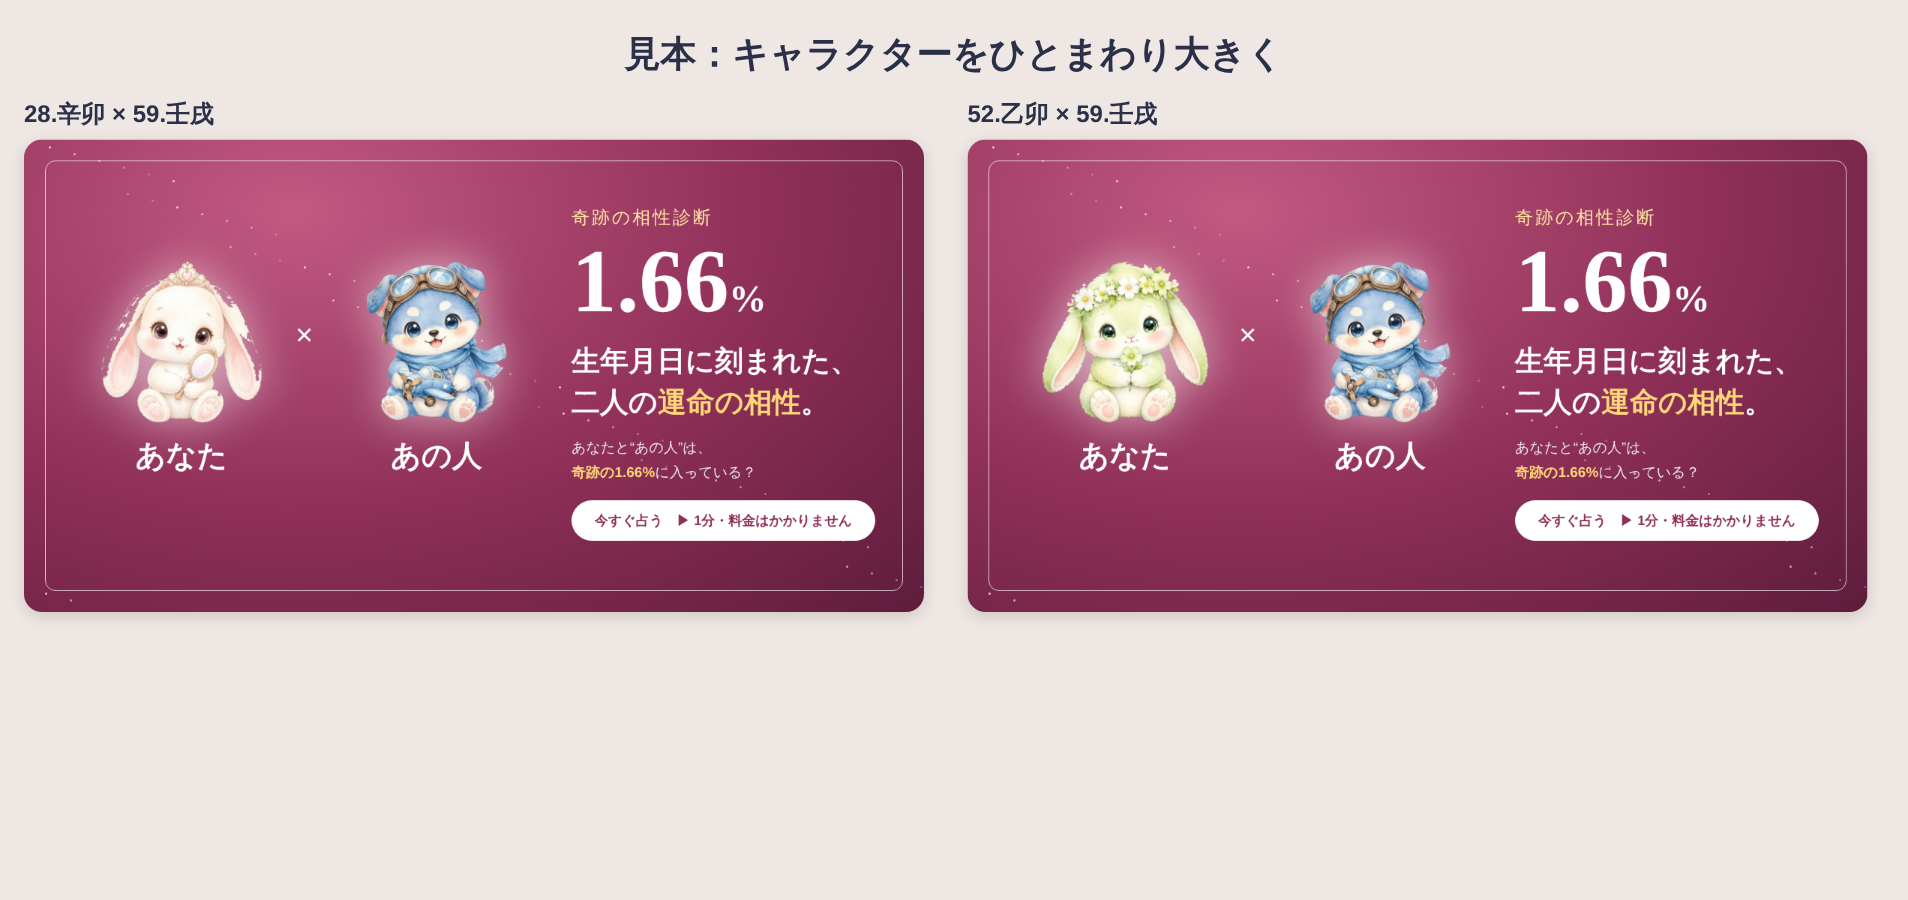 見本：キャラクターをひとまわり大きく
28.辛卯 × 59.壬戌
奇跡の相性診断
1.66%
生年月日に刻まれた、
二人の運命の相性。
あなたと“あの人”は、
奇跡の1.66%に入っている？
今すぐ占う ▶ 1分・料金はかかりません
×
あなた
あの人
52.乙卯 × 59.壬戌
奇跡の相性診断
1.66%
生年月日に刻まれた、
二人の運命の相性。
あなたと“あの人”は、
奇跡の1.66%に入っている？
今すぐ占う ▶ 1分・料金はかかりません
×
あなた
あの人